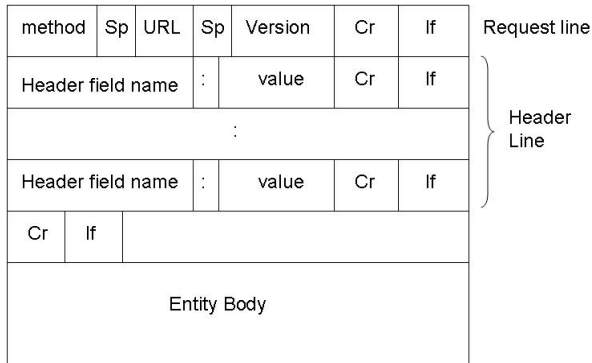 method Sp URL Sp Version Cr lf Request line
Header field name : value Cr lf
:
Header Line
Header field name : value Cr lf
Cr lf
Entity Body